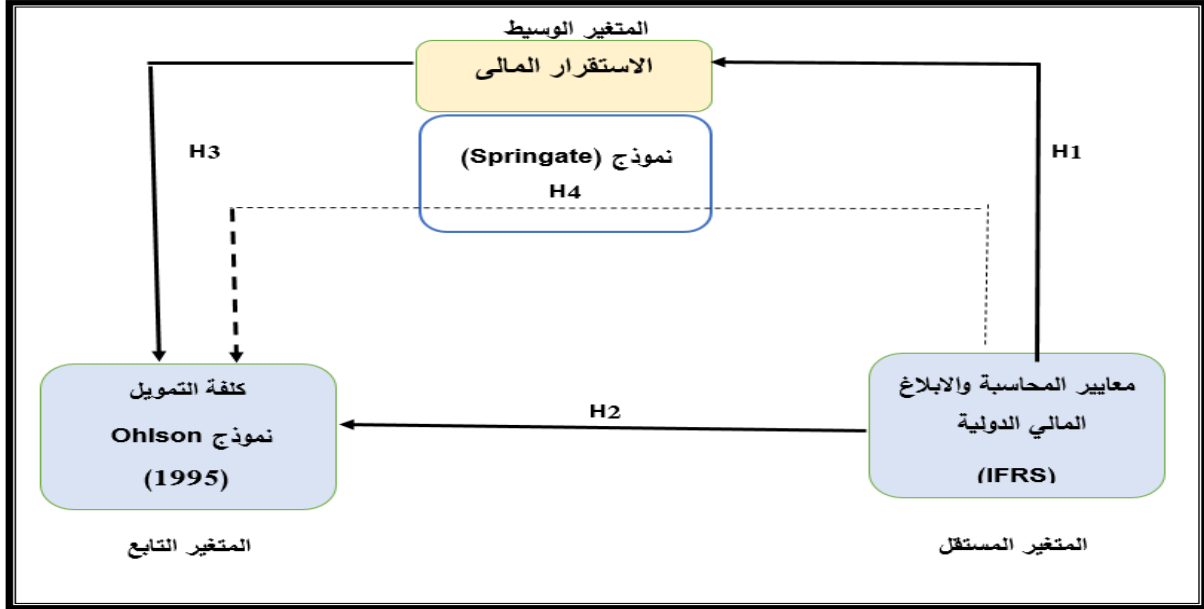 المتغير الوسيط
الاستقرار المالى
نموذج (Springate)
H4
H1
H3
معايير المحاسبة والابلاغ
المالي الدولية
(IFRS)
H2
كلفة التمويل
نموذج Ohlson
(1995)
المتغير المستقل
المتغير التابع